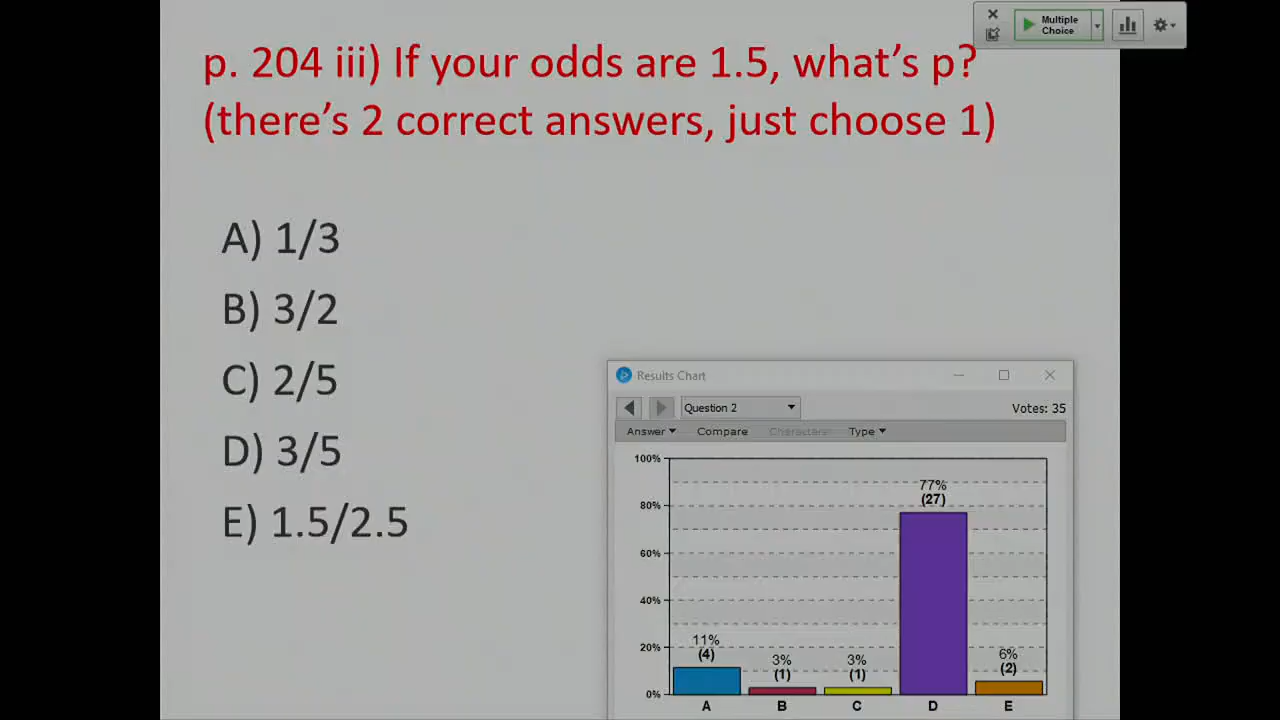 Multiple
Choice
p. 204 iii) If your odds are 1.5, what's p?
(there's 2 correct answers, just choose 1)
A) 1/3
B) 3/2
C) 2/5
D) 3/5
E) 1.5/2.5
Results Chart
Question 2
Votes: 35
Answer Compare Characters Type
100%
80%
60%
40%
20%
0%
11%
(4)
3%
(1)
3%
(1)
77%
(27)
6%
(2)
A B C D E